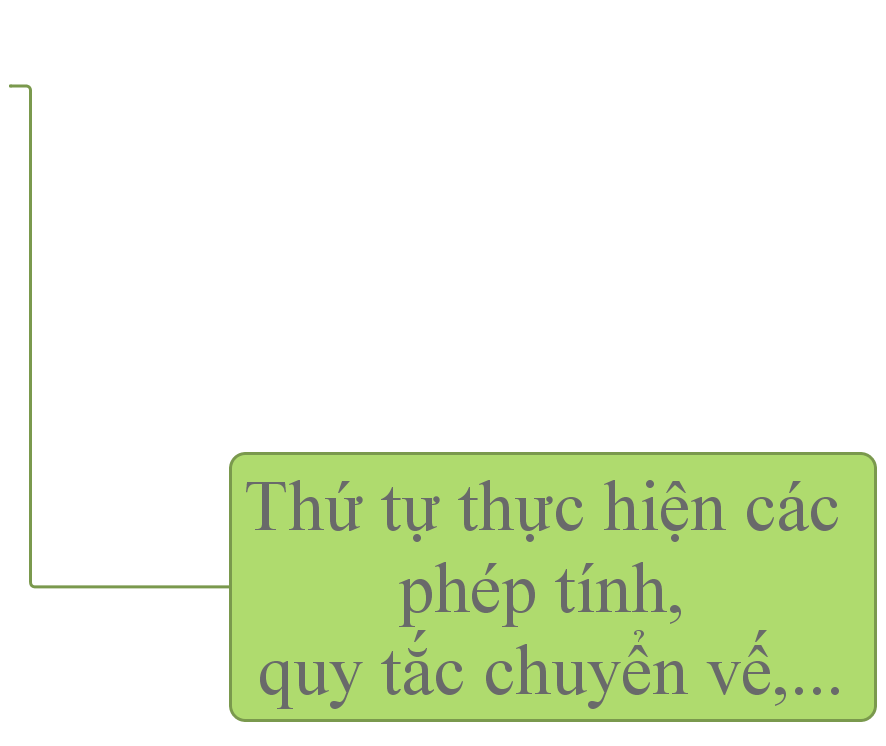 Thứ tự thực hiện các
phép tính,
quy tắc chuyển vế,...